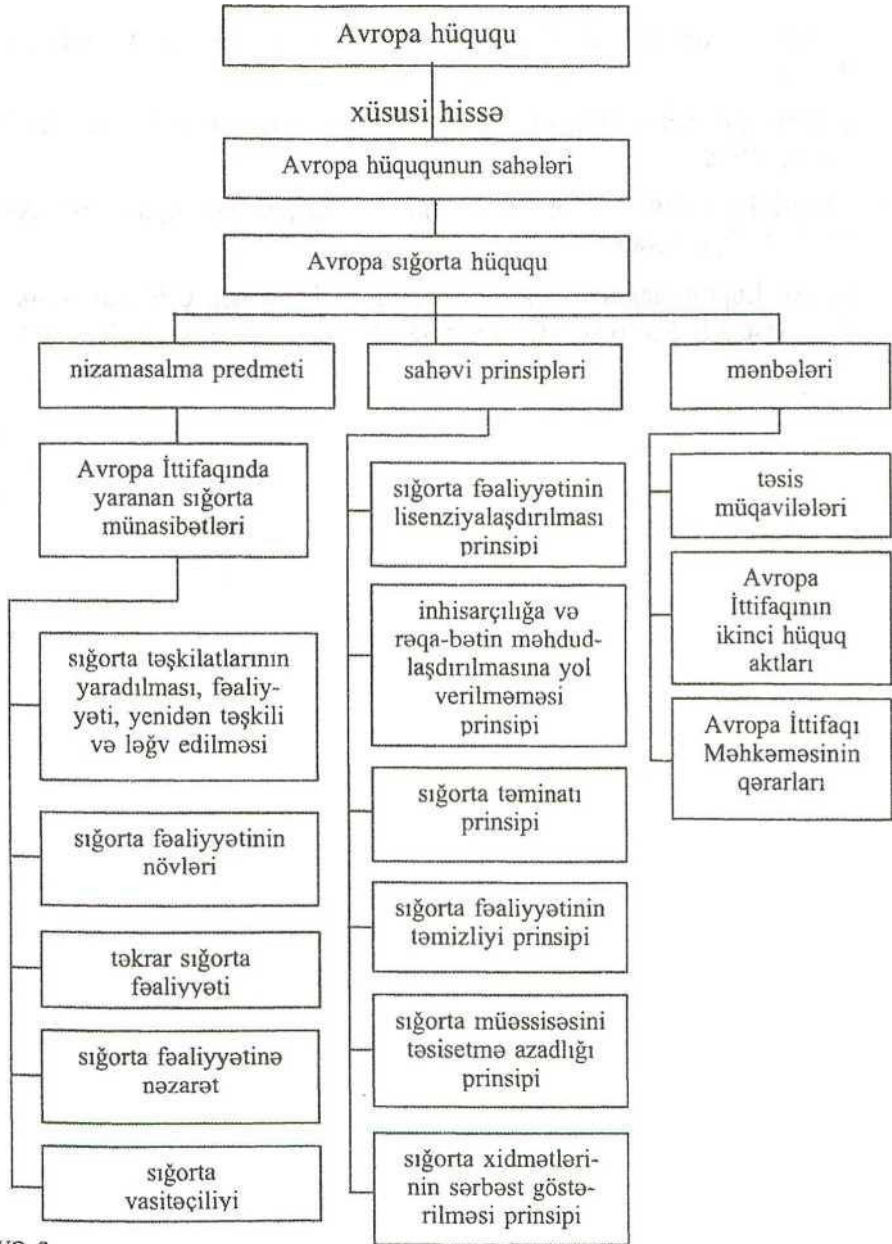 Avropa hüququ
xüsusi hissə
Avropa hüququnun sahələri
Avropa sığorta hüququ
nizamasalma predmeti
Avropa İttifaqında
yaranan sığorta
münasibətləri
sığorta təşkilatlarının
yaradılması, fəaliy-
yəti, yenidən təşkili
və ləğv edilməsi
sığorta fəaliyyətinin
növləri
təkrar sığorta
fəaliyyəti
sığorta fəaliyyətinə
nəzarət
sığorta
vasitəçiliyi
sahəvi prinsipləri
sığorta fəaliyyətinin
lisenziyalaşdırılması
prinsipi
inhisarçılığa və
rəqa-bətin məhdud-
laşdırılmasına yol
verilməməsi
prinsipi
sığorta təminatı
prinsipi
sığorta fəaliyyətinin
təmizliyi prinsipi
sığorta müəssisəsini
təsisetmə azadlığı
prinsipi
sığorta xidmətləri-
nin sərbəst göstə-
rilməsi prinsipi
mənbələri
təsis
müqavilələri
Avropa
İttifaqının
ikinci hüquq
aktları
Avropa İttifaqı
Məhkəməsinin
qərarları